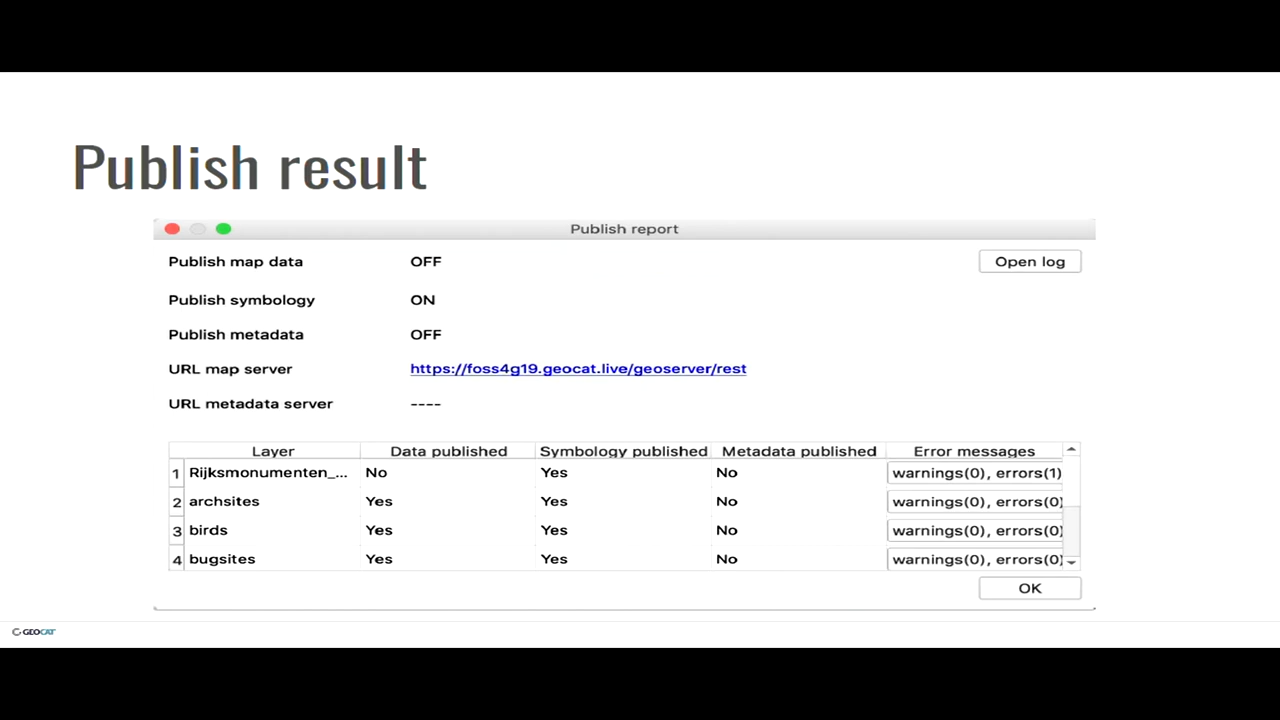 Publish result
Publish report
Publish map data OFF Open log
Publish symbology ON
Publish metadata OFF
URL map server https://foss4g19.geocat.live/geoserver/rest
URL metadata server ----
Layer Data published Symbology published Metadata published Error messages
1 Rijksmonumenten_... No Yes No warnings(0), errors(1)
2 archsites Yes Yes No warnings(0), errors(0)
3 birds Yes Yes No warnings(0), errors(0)
4 bugsites Yes Yes No warnings(0), errors(0)
OK
GEOCAT